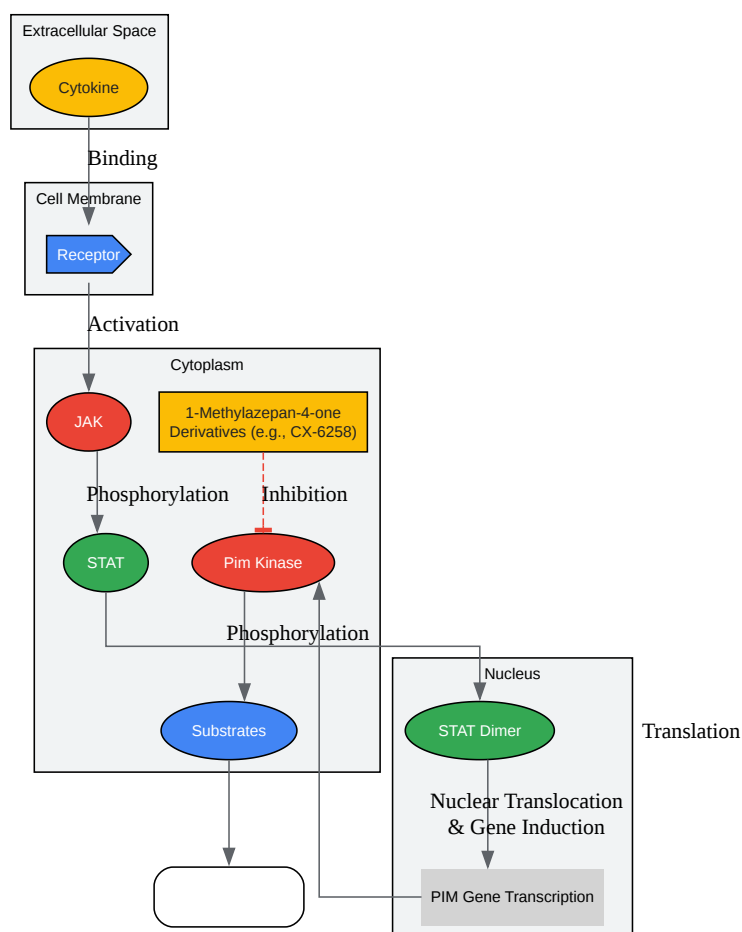 Extracellular Space
Cytokine
Binding
Cell Membrane
Receptor
Activation
Cytoplasm
JAK
1-Methylazepan-4-one
Derivatives (e.g., CX-6258)
Phosphorylation
Inhibition
STAT
Pim Kinase
Phosphorylation
Nucleus
Substrates
STAT Dimer
Translation
Nuclear Translocation
& Gene Induction
PIM Gene Transcription